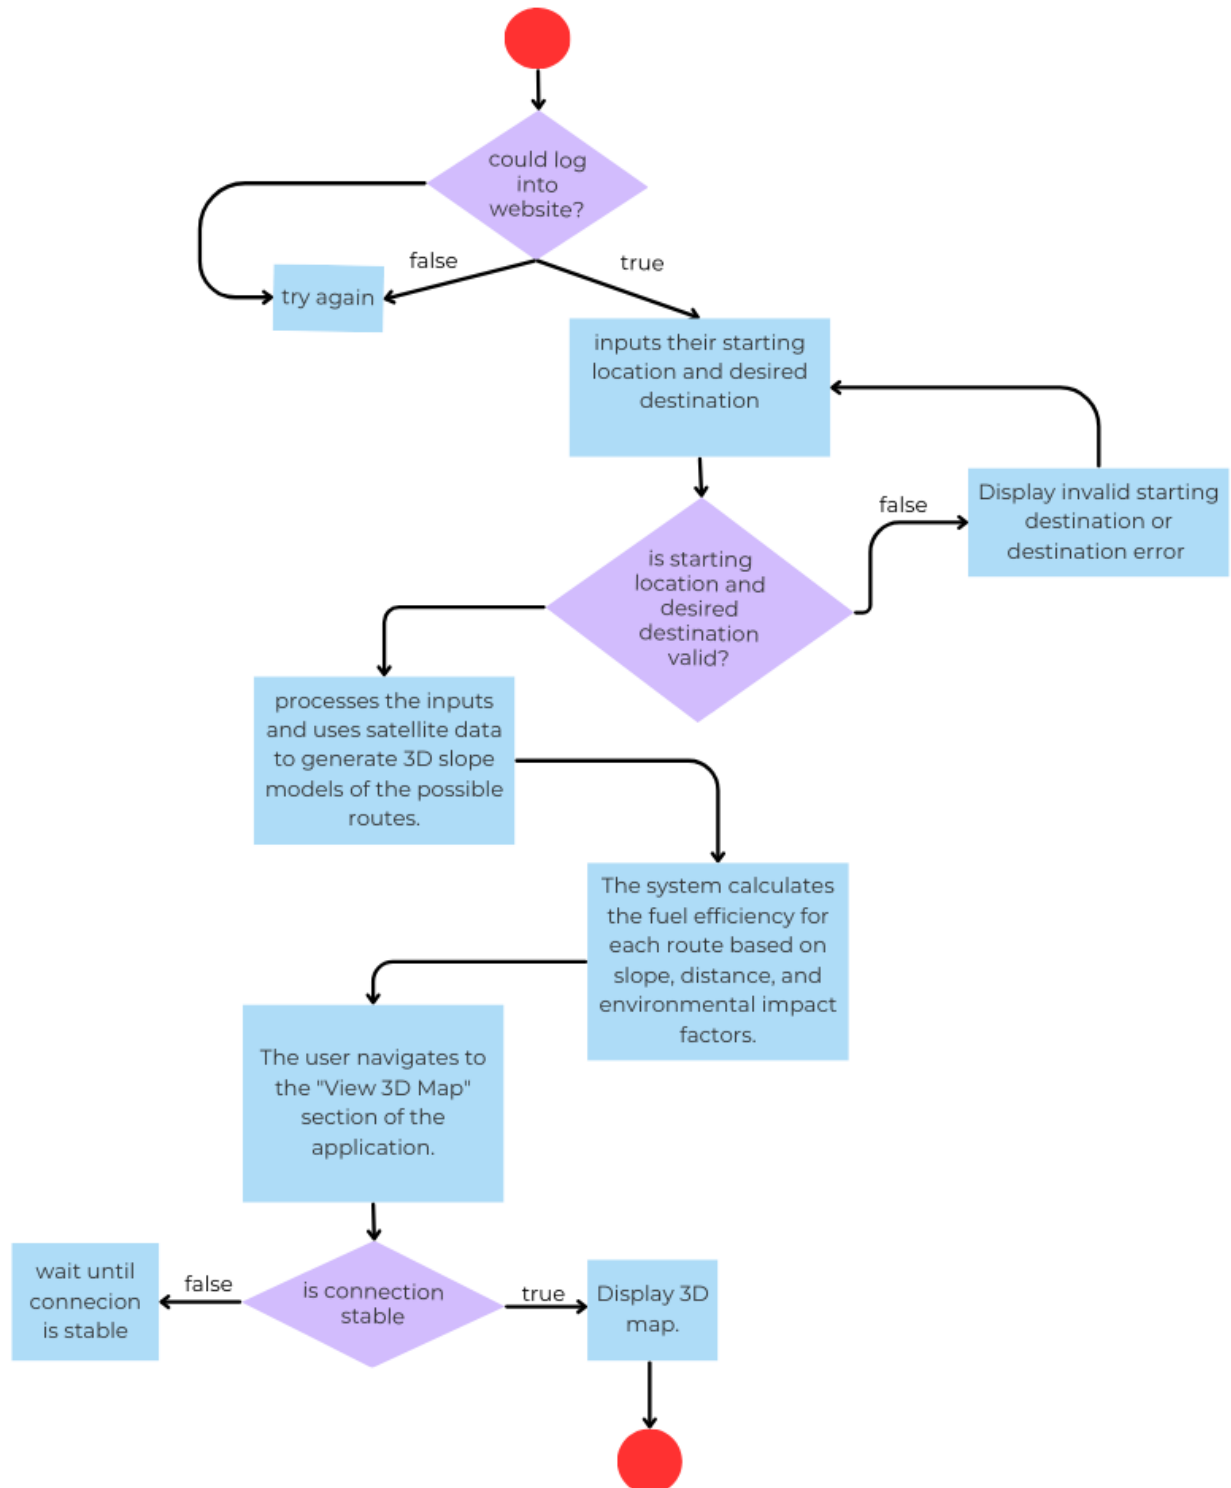 could log
into
website?
false
true
try again
inputs their starting
location and desired
destination
false
Display invalid starting
destination or
destination error
is starting
location and
desired
destination
valid?
processes the inputs
and uses satellite data
to generate 3D slope
models of the possible
routes.
The system calculates
the fuel efficiency for
each route based on
slope, distance, and
environmental impact
factors.
The user navigates to
the "View 3D Map"
section of the
application.
wait until
connecion
is stable
false
is connection
stable
true
Display 3D
map.